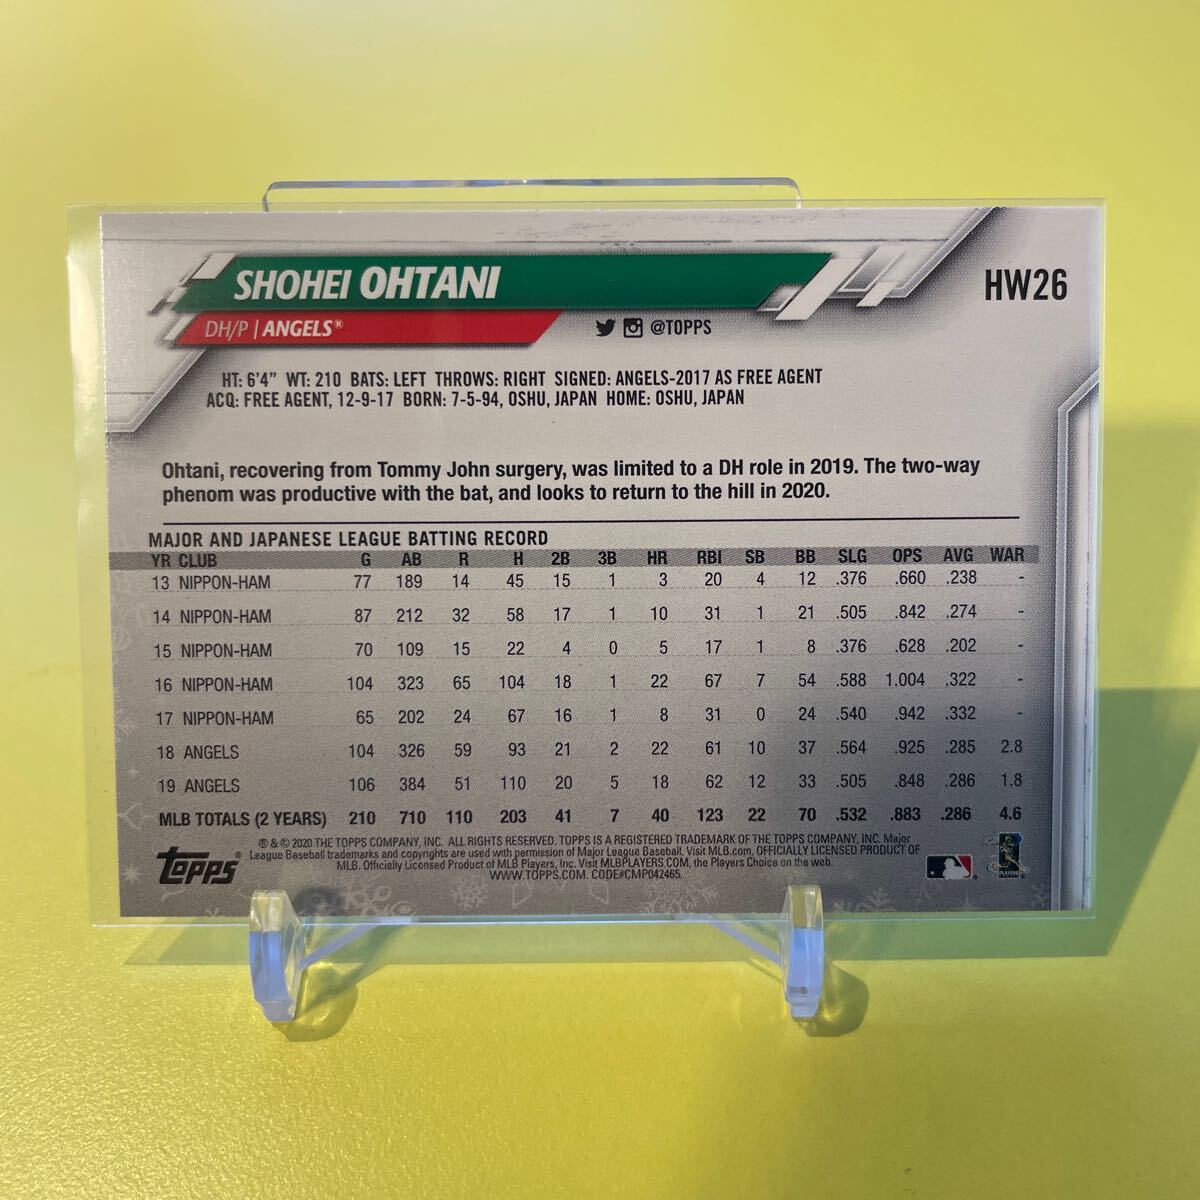 SHOHEI OHTANI
HW26
DH/P | ANGELS®
@TOPPS
HT: 6'4" WT: 210 BATS: LEFT THROWS: RIGHT SIGNED: ANGELS-2017 AS FREE AGENT
ACQ: FREE AGENT, 12-9-17 BORN: 7-5-94, OSHU, JAPAN HOME: OSHU, JAPAN
Ohtani, recovering from Tommy John surgery, was limited to a DH role in 2019. The two-way
phenom was productive with the bat, and looks to return to the hill in 2020.
MAJOR AND JAPANESE LEAGUE BATTING RECORD
YR CLUB G AB R H 2B 3B HR RBI SB BB SLG OPS AVG WAR
13 NIPPON-HAM 77 189 14 45 15 1 3 20 4 12 .376 .660 .238 -
14 NIPPON-HAM 87 212 32 58 17 1 10 31 1 21 .505 .842 .274 -
15 NIPPON-HAM 70 109 15 22 4 0 5 17 1 8 .376 .628 .202 -
16 NIPPON-HAM 104 323 65 104 18 1 22 67 7 54 .588 1.004 .322 -
17 NIPPON-HAM 65 202 24 67 16 1 8 31 0 24 .540 .942 .332 -
18 ANGELS 104 326 59 93 21 2 22 61 10 37 .564 .925 .285 2.8
19 ANGELS 106 384 51 110 20 5 18 62 12 33 .505 .848 .286 1.8
MLB TOTALS (2 YEARS) 210 710 110 203 41 7 40 123 22 70 .532 .883 .286 4.6
® & © 2020 THE TOPPS COMPANY, INC. ALL RIGHTS RESERVED. TOPPS IS A REGISTERED TRADEMARK OF THE TOPPS COMPANY, INC. Major
League Baseball trademarks and copyrights are used with permission of Major League Baseball. Visit MLB.com. OFFICIALLY LICENSED PRODUCT OF
MLB. Officially Licensed Product of MLB Players, Inc. Visit MLBPLAYERS.COM, the Players Choice on the web.
WWW.TOPPS.COM. CODE#CMP042465.
TOPPS®